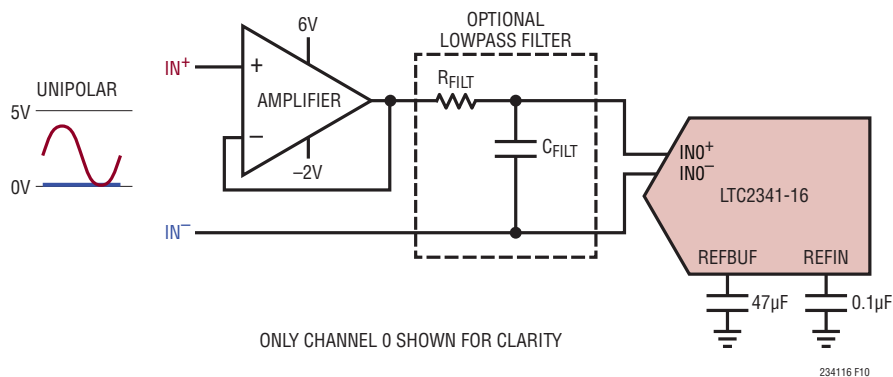 OPTIONAL
LOWPASS FILTER
6V
IN+
+
AMPLIFIER
–
–2V
RFILT
CFILT
UNIPOLAR
5V
0V
IN–
IN0+
IN0–
LTC2341-16
REFBUF
REFIN
47µF
0.1µF
ONLY CHANNEL 0 SHOWN FOR CLARITY
234116 F10